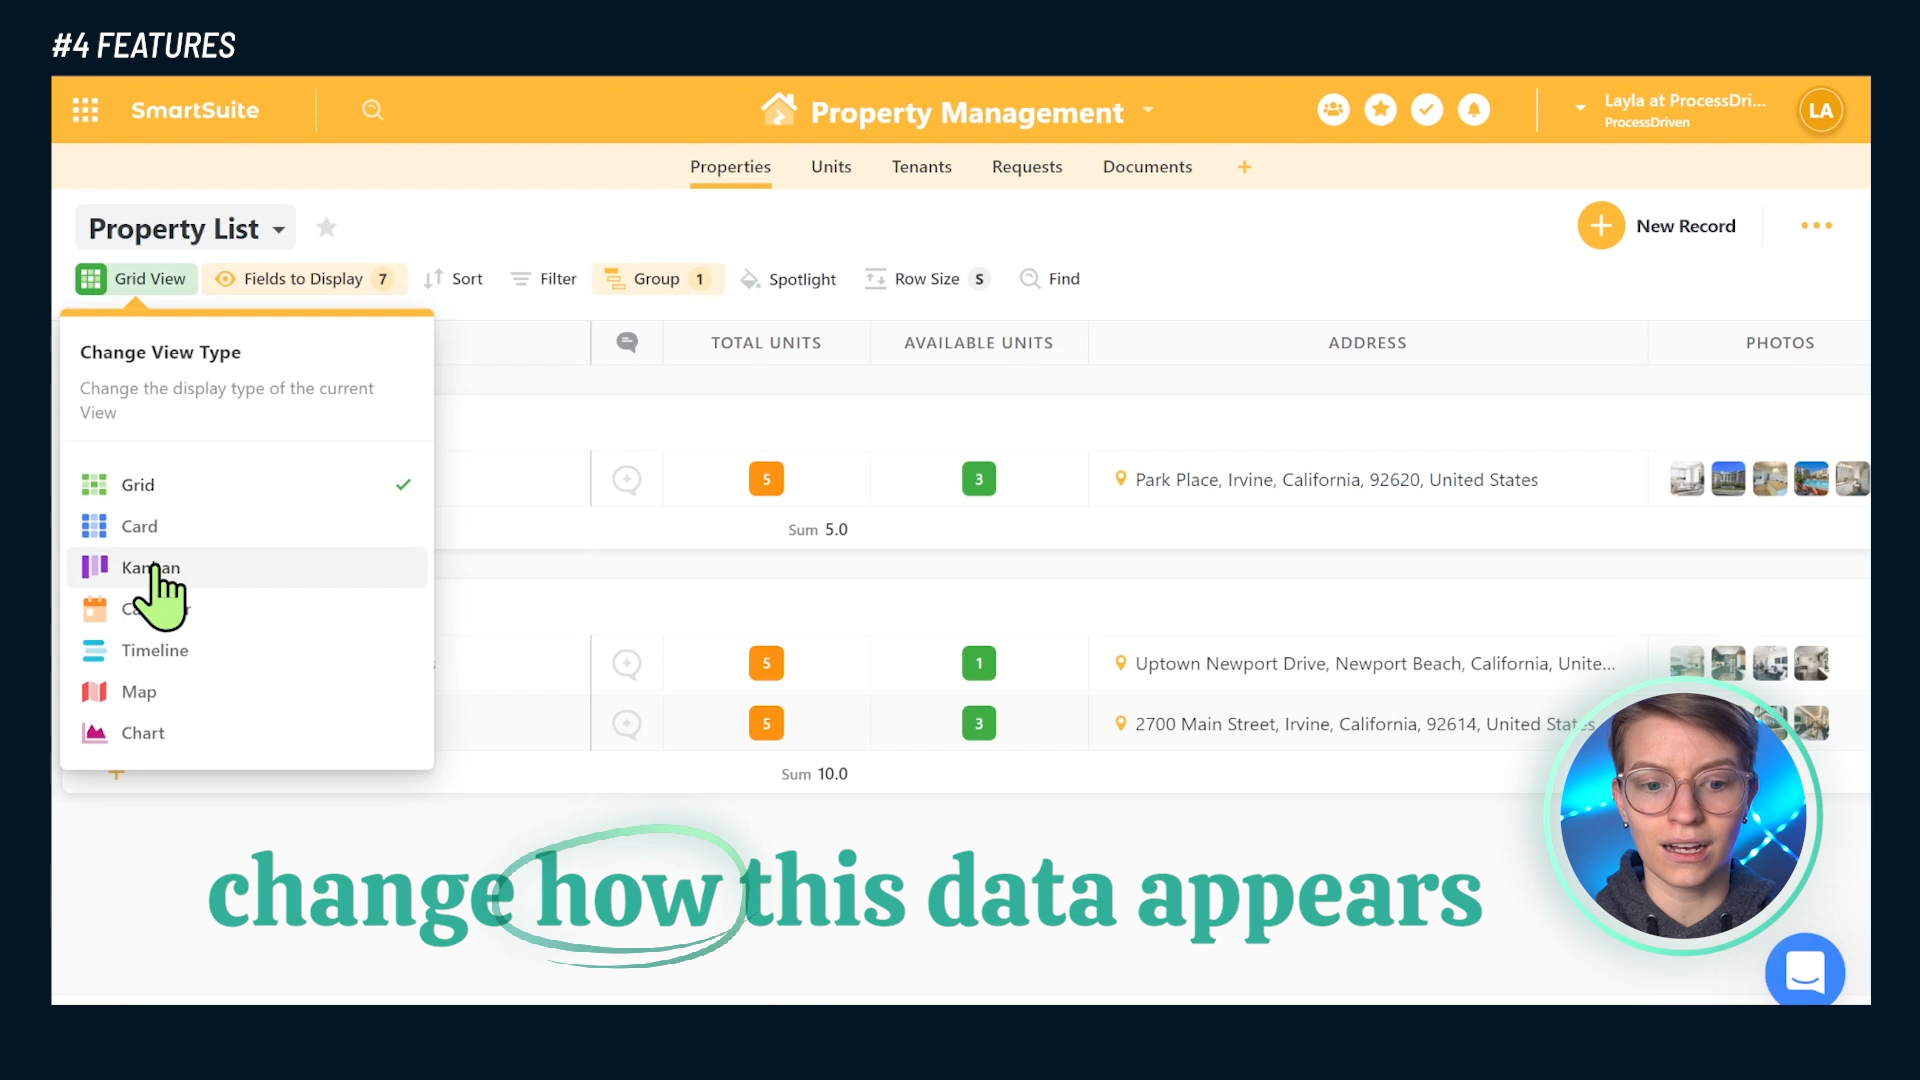 #4 FEATURES
SmartSuite
Property Management
Layla at ProcessDri...
ProcessDriven
LA
Properties
Units
Tenants
Requests
Documents
Property List
New Record
Grid View
Fields to Display 7
Sort
Filter
Group 1
Spotlight
Row Size S
Find
Change View Type
Change the display type of the current
View
Grid
Card
Kanban
Timeline
Map
Chart
TOTAL UNITS
AVAILABLE UNITS
ADDRESS
PHOTOS
5
3
Park Place, Irvine, California, 92620, United States
Sum 5.0
5
1
Uptown Newport Drive, Newport Beach, California, Unite...
5
3
2700 Main Street, Irvine, California, 92614, United States
Sum 10.0
change how this data appears